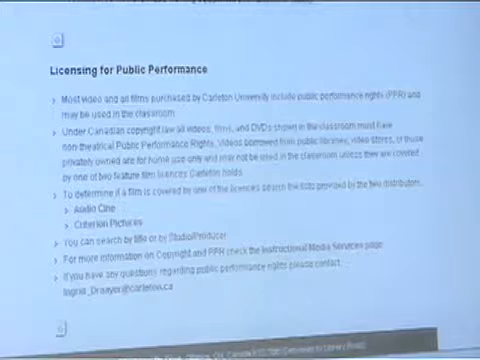 Licensing for Public Performance
Most video and all films purchased by Carleton University include public performance rights (PPR) and
may be used in the classroom.
Under Canadian copyright law all videos, films, and DVDs shown in the classroom must have
non-theatrical Public Performance Rights. Videos borrowed from public libraries, video stores, or those
privately owned are for home use only and may not be used in the classroom unless they are covered
by one of two feature film licences Carleton holds.
To determine if a film is covered by one of the licences search the lists provided by the two distributors,
Audio Cine
Criterion Pictures
You can search by title or by Studio/Producer
For more information on Copyright and PPR check the Instructional Media Services page
If you have any questions regarding public performance rights please contact:
@carleton.ca